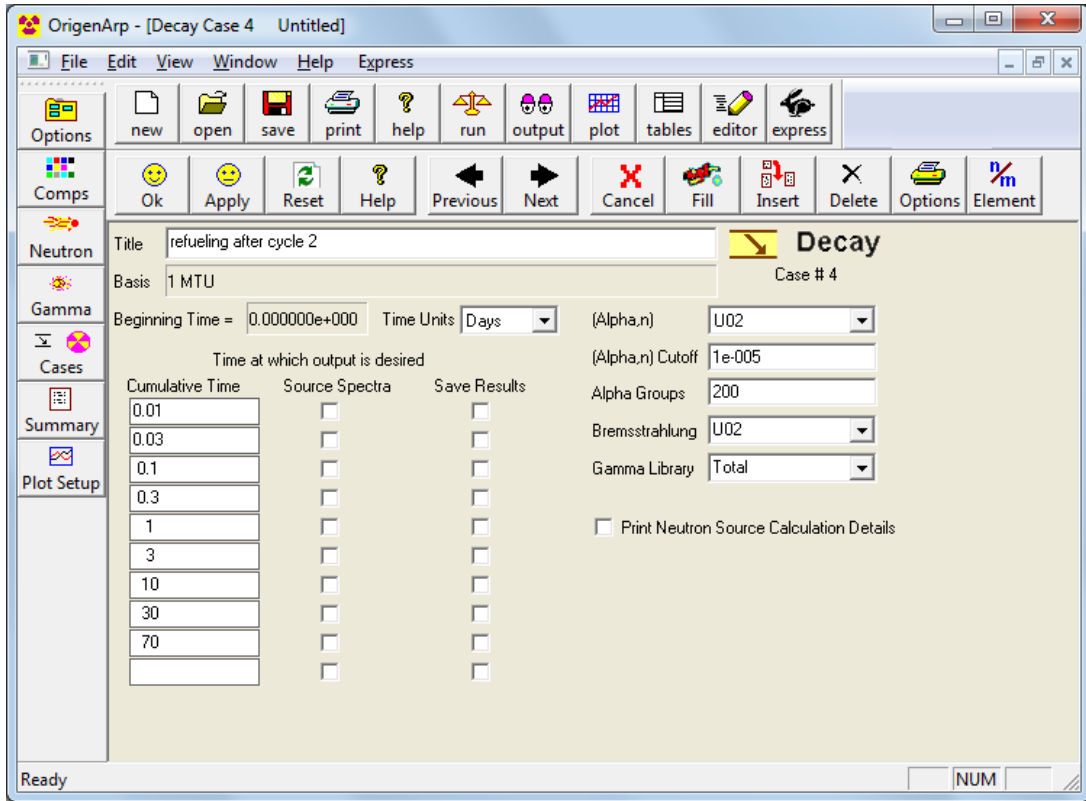 OrigenArp - [Decay Case 4 Untitled]
File Edit View Window Help Express
Options new open save print help run output plot tables editor express
Comps Ok Apply Reset Help Previous Next Cancel Fill Insert Delete Options n/m Element
Neutron
Gamma
Cases
Summary
Plot Setup
Title refueling after cycle 2
Decay
Basis 1 MTU
Case # 4
Beginning Time = 0.000000e+000 Time Units Days
(Alpha,n) U02
Time at which output is desired
(Alpha,n) Cutoff 1e-005
Cumulative Time Source Spectra Save Results
Alpha Groups 200
0.01
Bremsstrahlung U02
0.03
Gamma Library Total
0.1
0.3
1
Print Neutron Source Calculation Details
3
10
30
70
Ready NUM